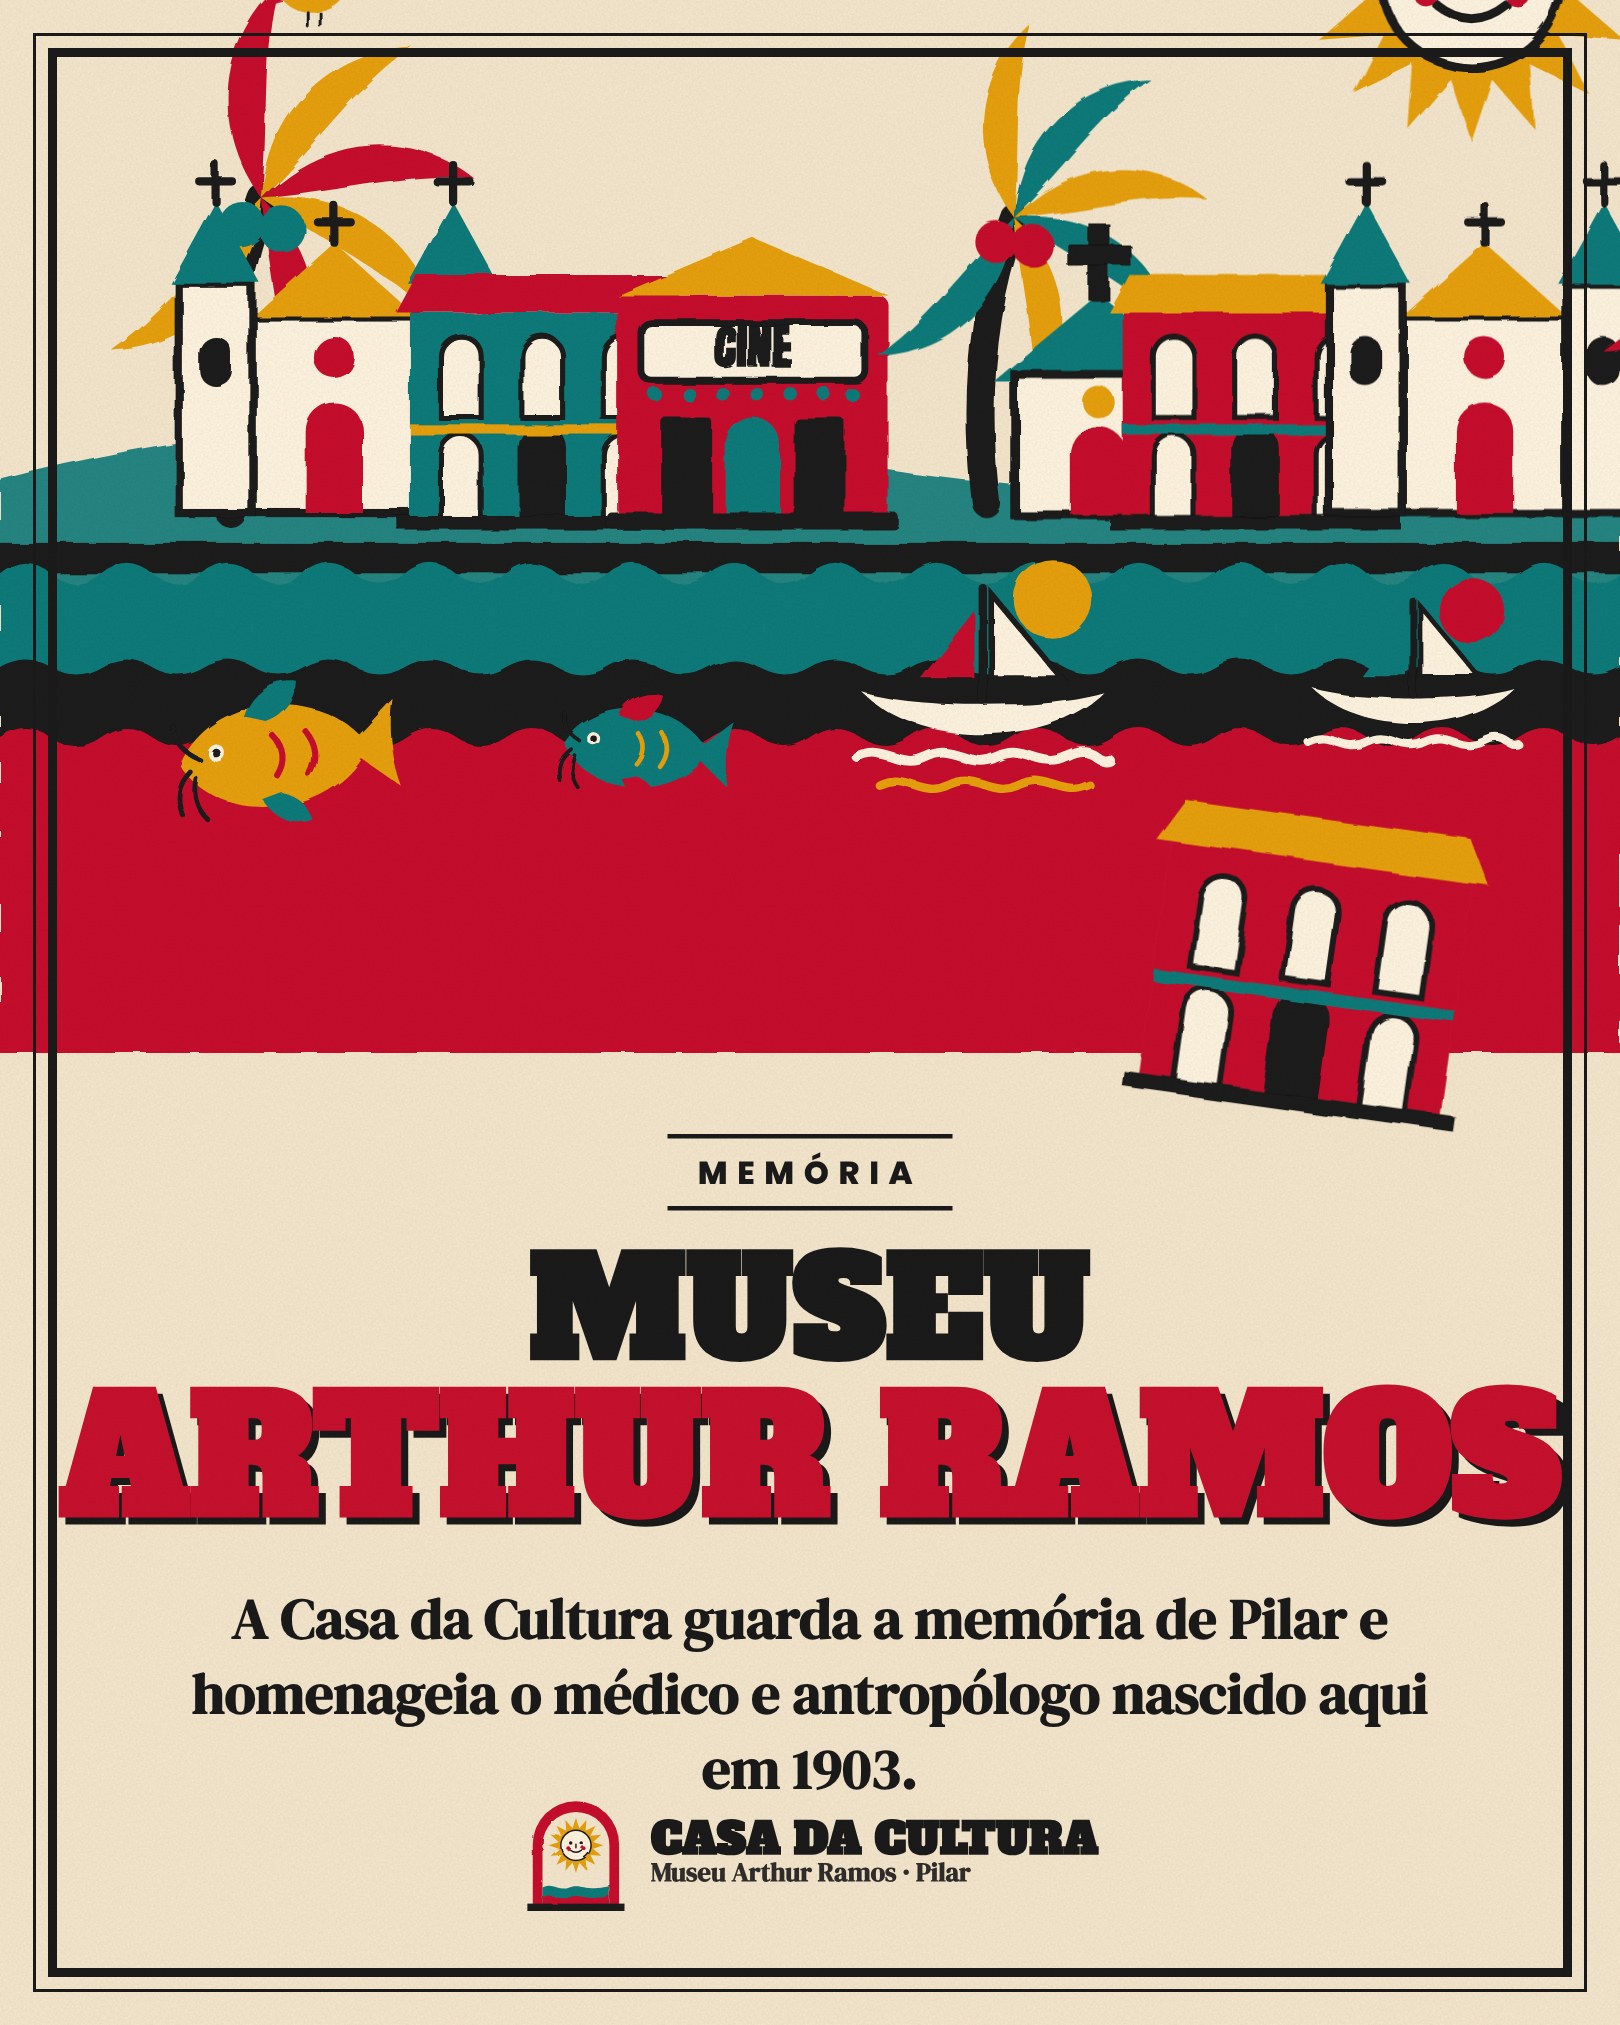 CINE
MEMÓRIA
MUSEU
ARTHUR RAMOS
A Casa da Cultura guarda a memória de Pilar e
homenageia o médico e antropólogo nascido aqui
em 1903.
CASA DA CULTURA
Museu Arthur Ramos · Pilar